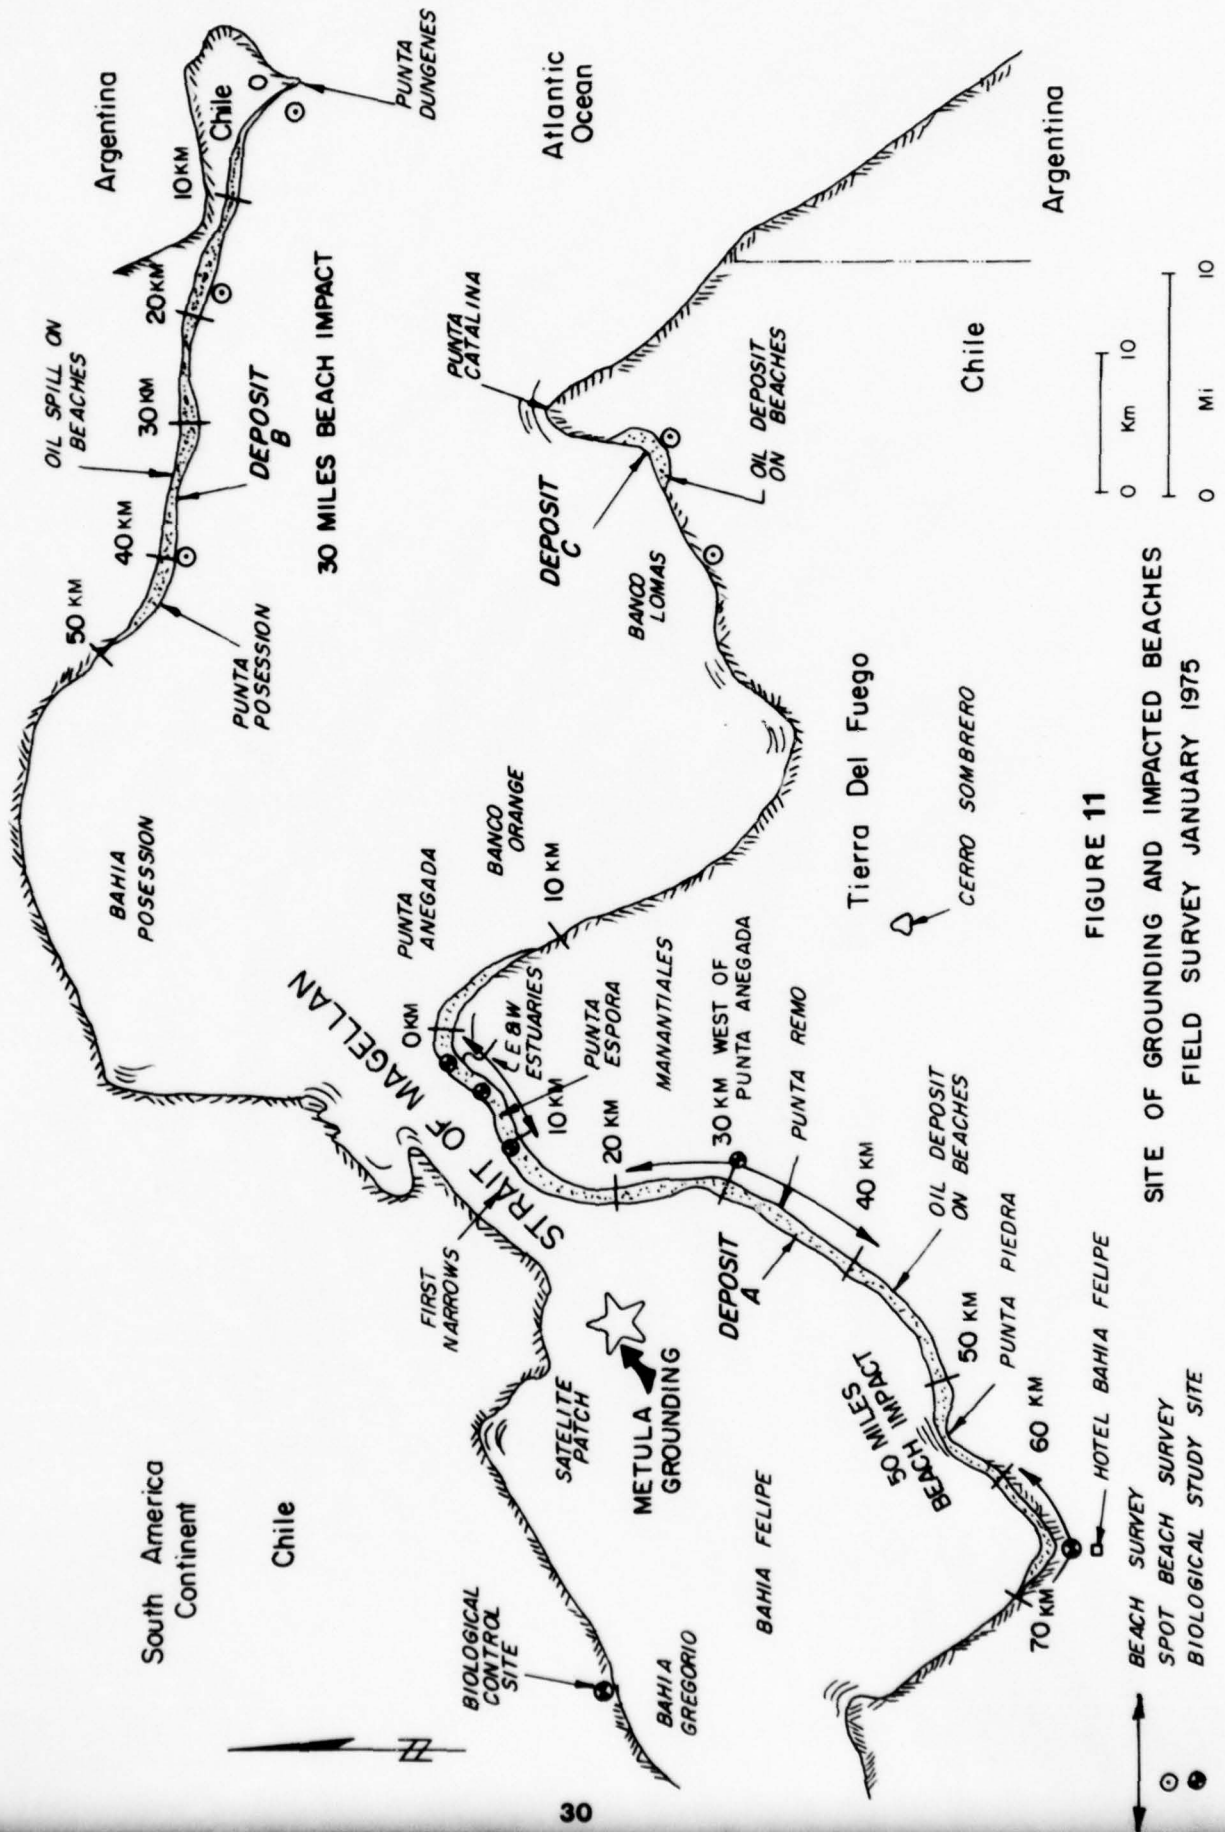 Argentina
Chile
10 KM
PUNTA
DUNGENES
OIL SPILL ON
BEACHES
20 KM
30 KM
40 KM
50 KM
DEPOSIT
B
30 MILES BEACH IMPACT
PUNTA
POSESSION
BAHIA
POSESSION
Atlantic
Ocean
PUNTA
CATALINA
DEPOSIT
C
BANCO
LOMAS
OIL DEPOSIT
ON BEACHES
Argentina
Chile
South America
Continent
Chile
STRAIT OF MAGELLAN
FIRST
NARROWS
PUNTA
ANEGADA
BANCO
ORANGE
0 KM
10 KM
E & W
ESTUARIES
PUNTA
ESPORA
10 KM
MANANTIALES
20 KM
30 KM WEST OF
PUNTA ANEGADA
PUNTA REMO
Tierra Del Fuego
CERRO SOMBRERO
SATELITE
PATCH
METULA
GROUNDING
DEPOSIT
A
40 KM
OIL DEPOSIT
ON BEACHES
50 MILES
BEACH IMPACT
50 KM
PUNTA PIEDRA
60 KM
70 KM
HOTEL BAHIA FELIPE
BIOLOGICAL
CONTROL
SITE
BAHIA
GREGORIO
BAHIA FELIPE
BEACH SURVEY
SPOT BEACH SURVEY
BIOLOGICAL STUDY SITE
0 Km 10
0 Mi 10
FIGURE 11
SITE OF GROUNDING AND IMPACTED BEACHES
FIELD SURVEY JANUARY 1975
N
30